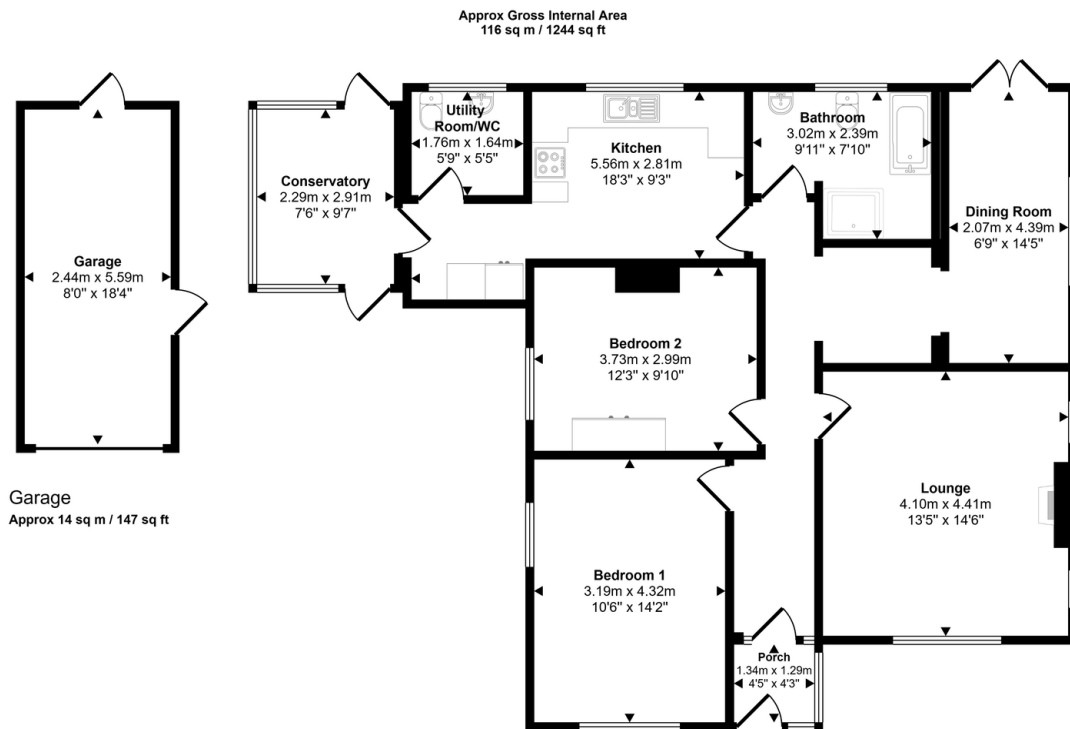 Approx Gross Internal Area
116 sq m / 1244 sq ft
Utility
Room/WC
1.76m x 1.64m
5'9" x 5'5"
Kitchen
5.56m x 2.81m
18'3" x 9'3"
Bathroom
3.02m x 2.39m
9'11" x 7'10"
Conservatory
2.29m x 2.91m
7'6" x 9'7"
Dining Room
2.07m x 4.39m
6'9" x 14'5"
Garage
2.44m x 5.59m
8'0" x 18'4"
Bedroom 2
3.73m x 2.99m
12'3" x 9'10"
Lounge
4.10m x 4.41m
13'5" x 14'6"
Garage
Approx 14 sq m / 147 sq ft
Bedroom 1
3.19m x 4.32m
10'6" x 14'2"
Porch
1.34m x 1.29m
4'5" x 4'3"